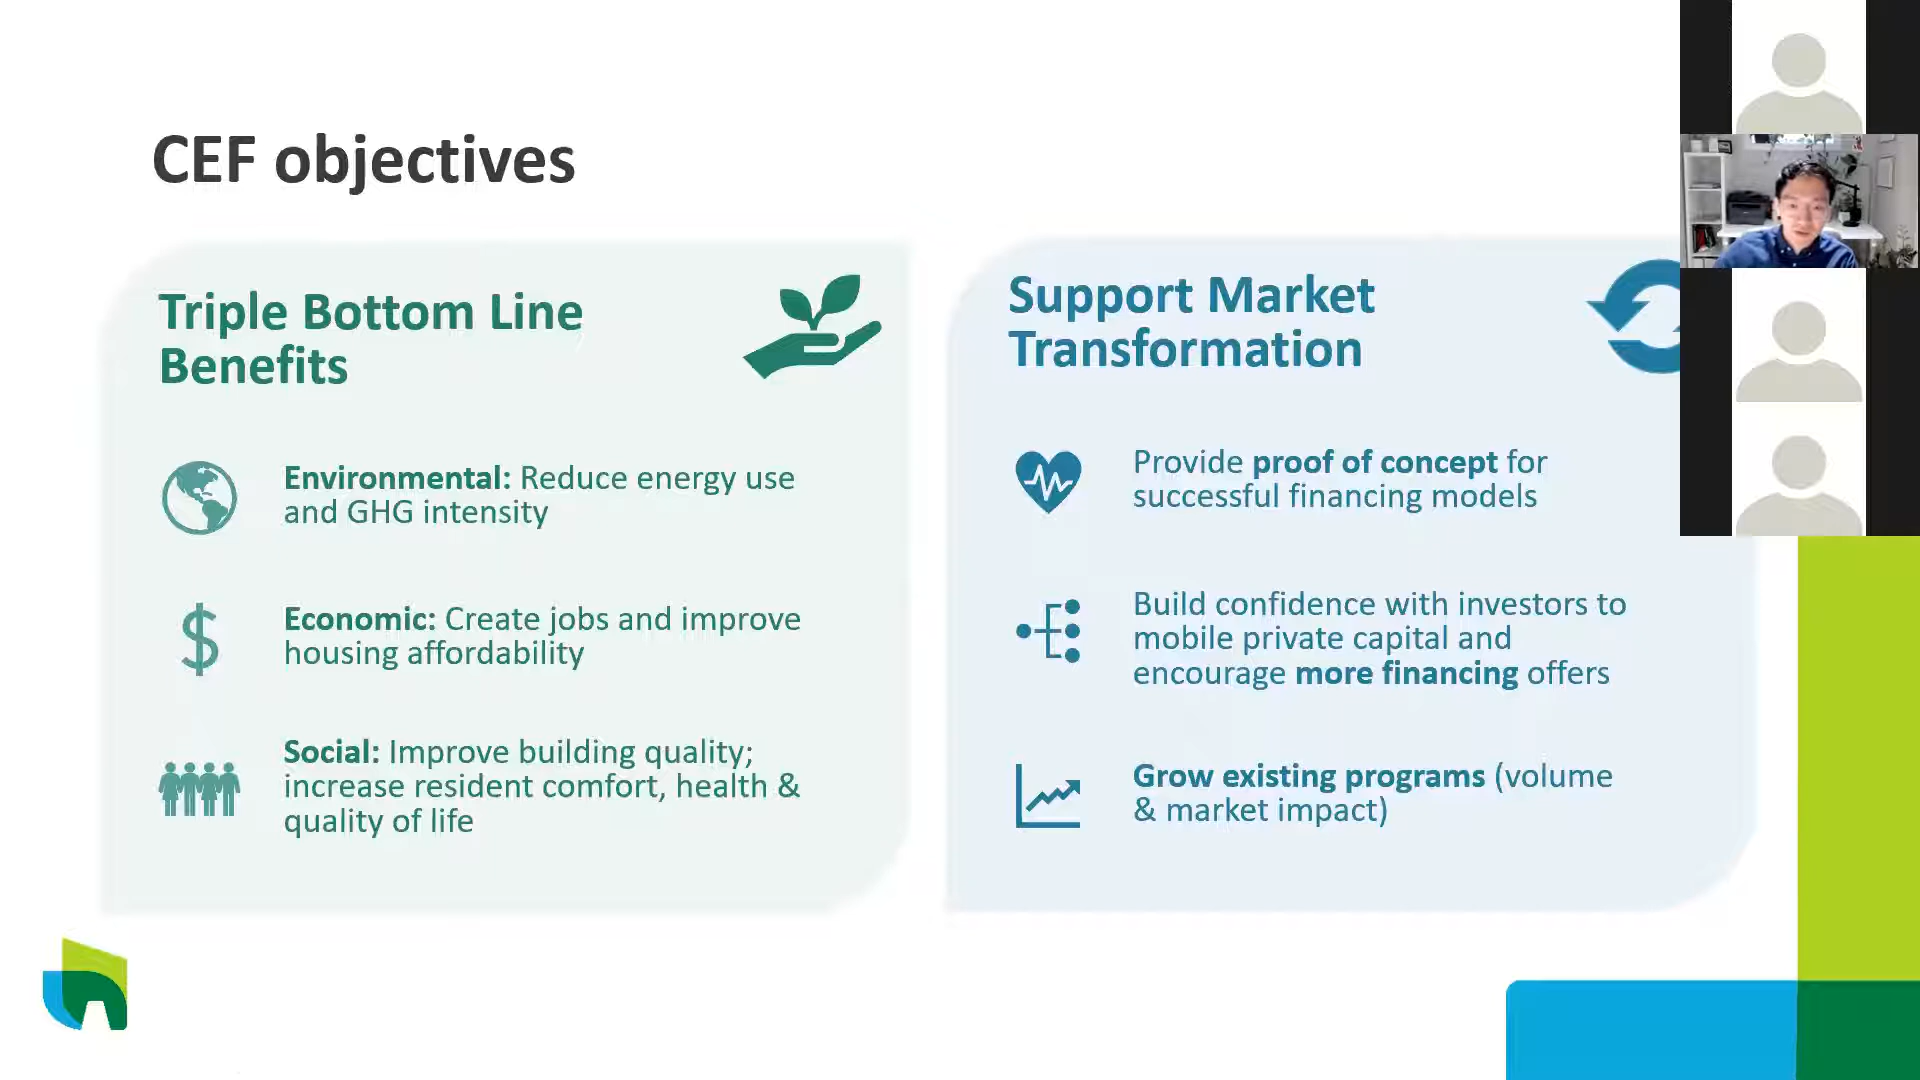 CEF objectives
Triple Bottom Line
Benefits
Environmental: Reduce energy use
and GHG intensity
Economic: Create jobs and improve
housing affordability
Social: Improve building quality;
increase resident comfort, health &
quality of life
Support Market
Transformation
Provide proof of concept for
successful financing models
Build confidence with investors to
mobile private capital and
encourage more financing offers
Grow existing programs (volume
& market impact)